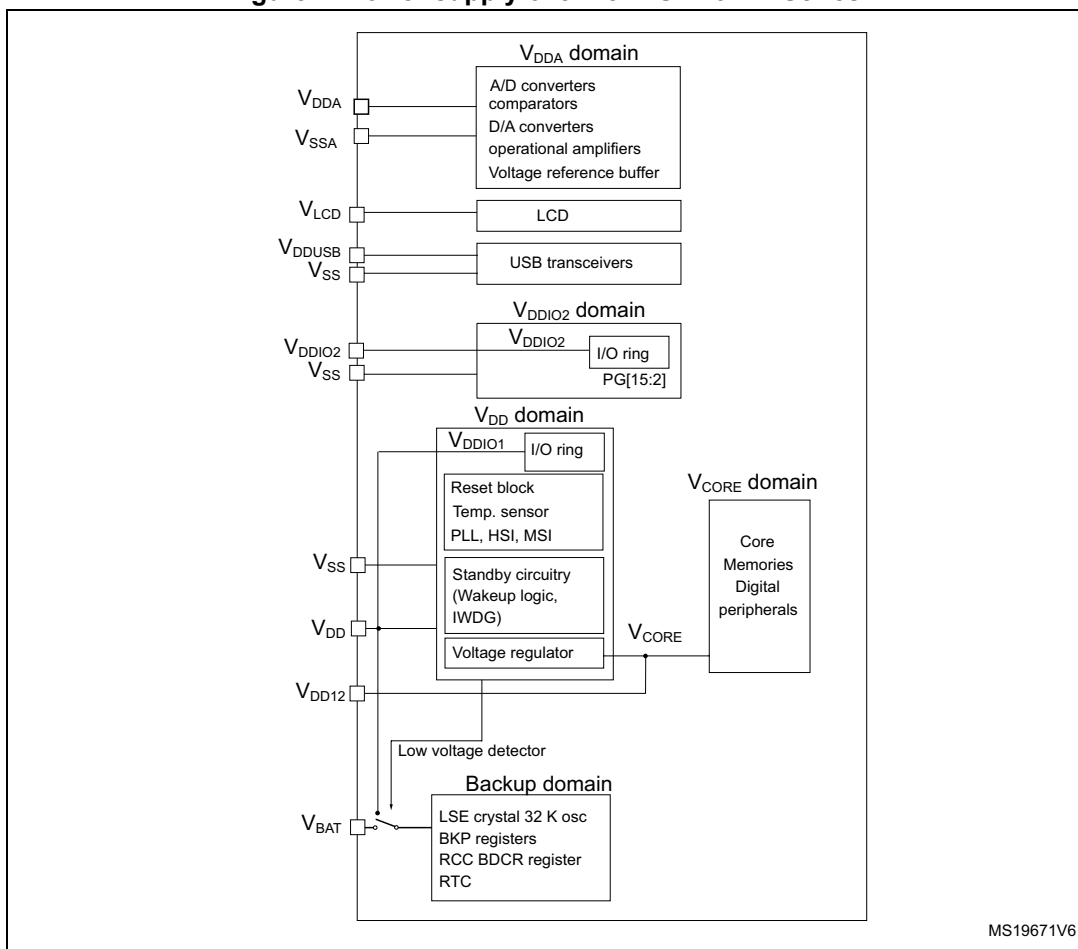 VDDA domain
VDDA
VSSA
A/D converters
comparators
D/A converters
operational amplifiers
Voltage reference buffer
VLCD
LCD
VDDUSB
VSS
USB transceivers
VDDIO2 domain
VDDIO2
VSS
VDDIO2
I/O ring
PG[15:2]
VDD domain
VDDIO1
I/O ring
Reset block
Temp. sensor
PLL, HSI, MSI
VSS
Standby circuitry
(Wakeup logic,
IWDG)
VDD
Voltage regulator
VCORE
VCORE domain
Core
Memories
Digital
peripherals
VDD12
Low voltage detector
Backup domain
VBAT
LSE crystal 32 K osc
BKP registers
RCC BDCR register
RTC
MS19671V6